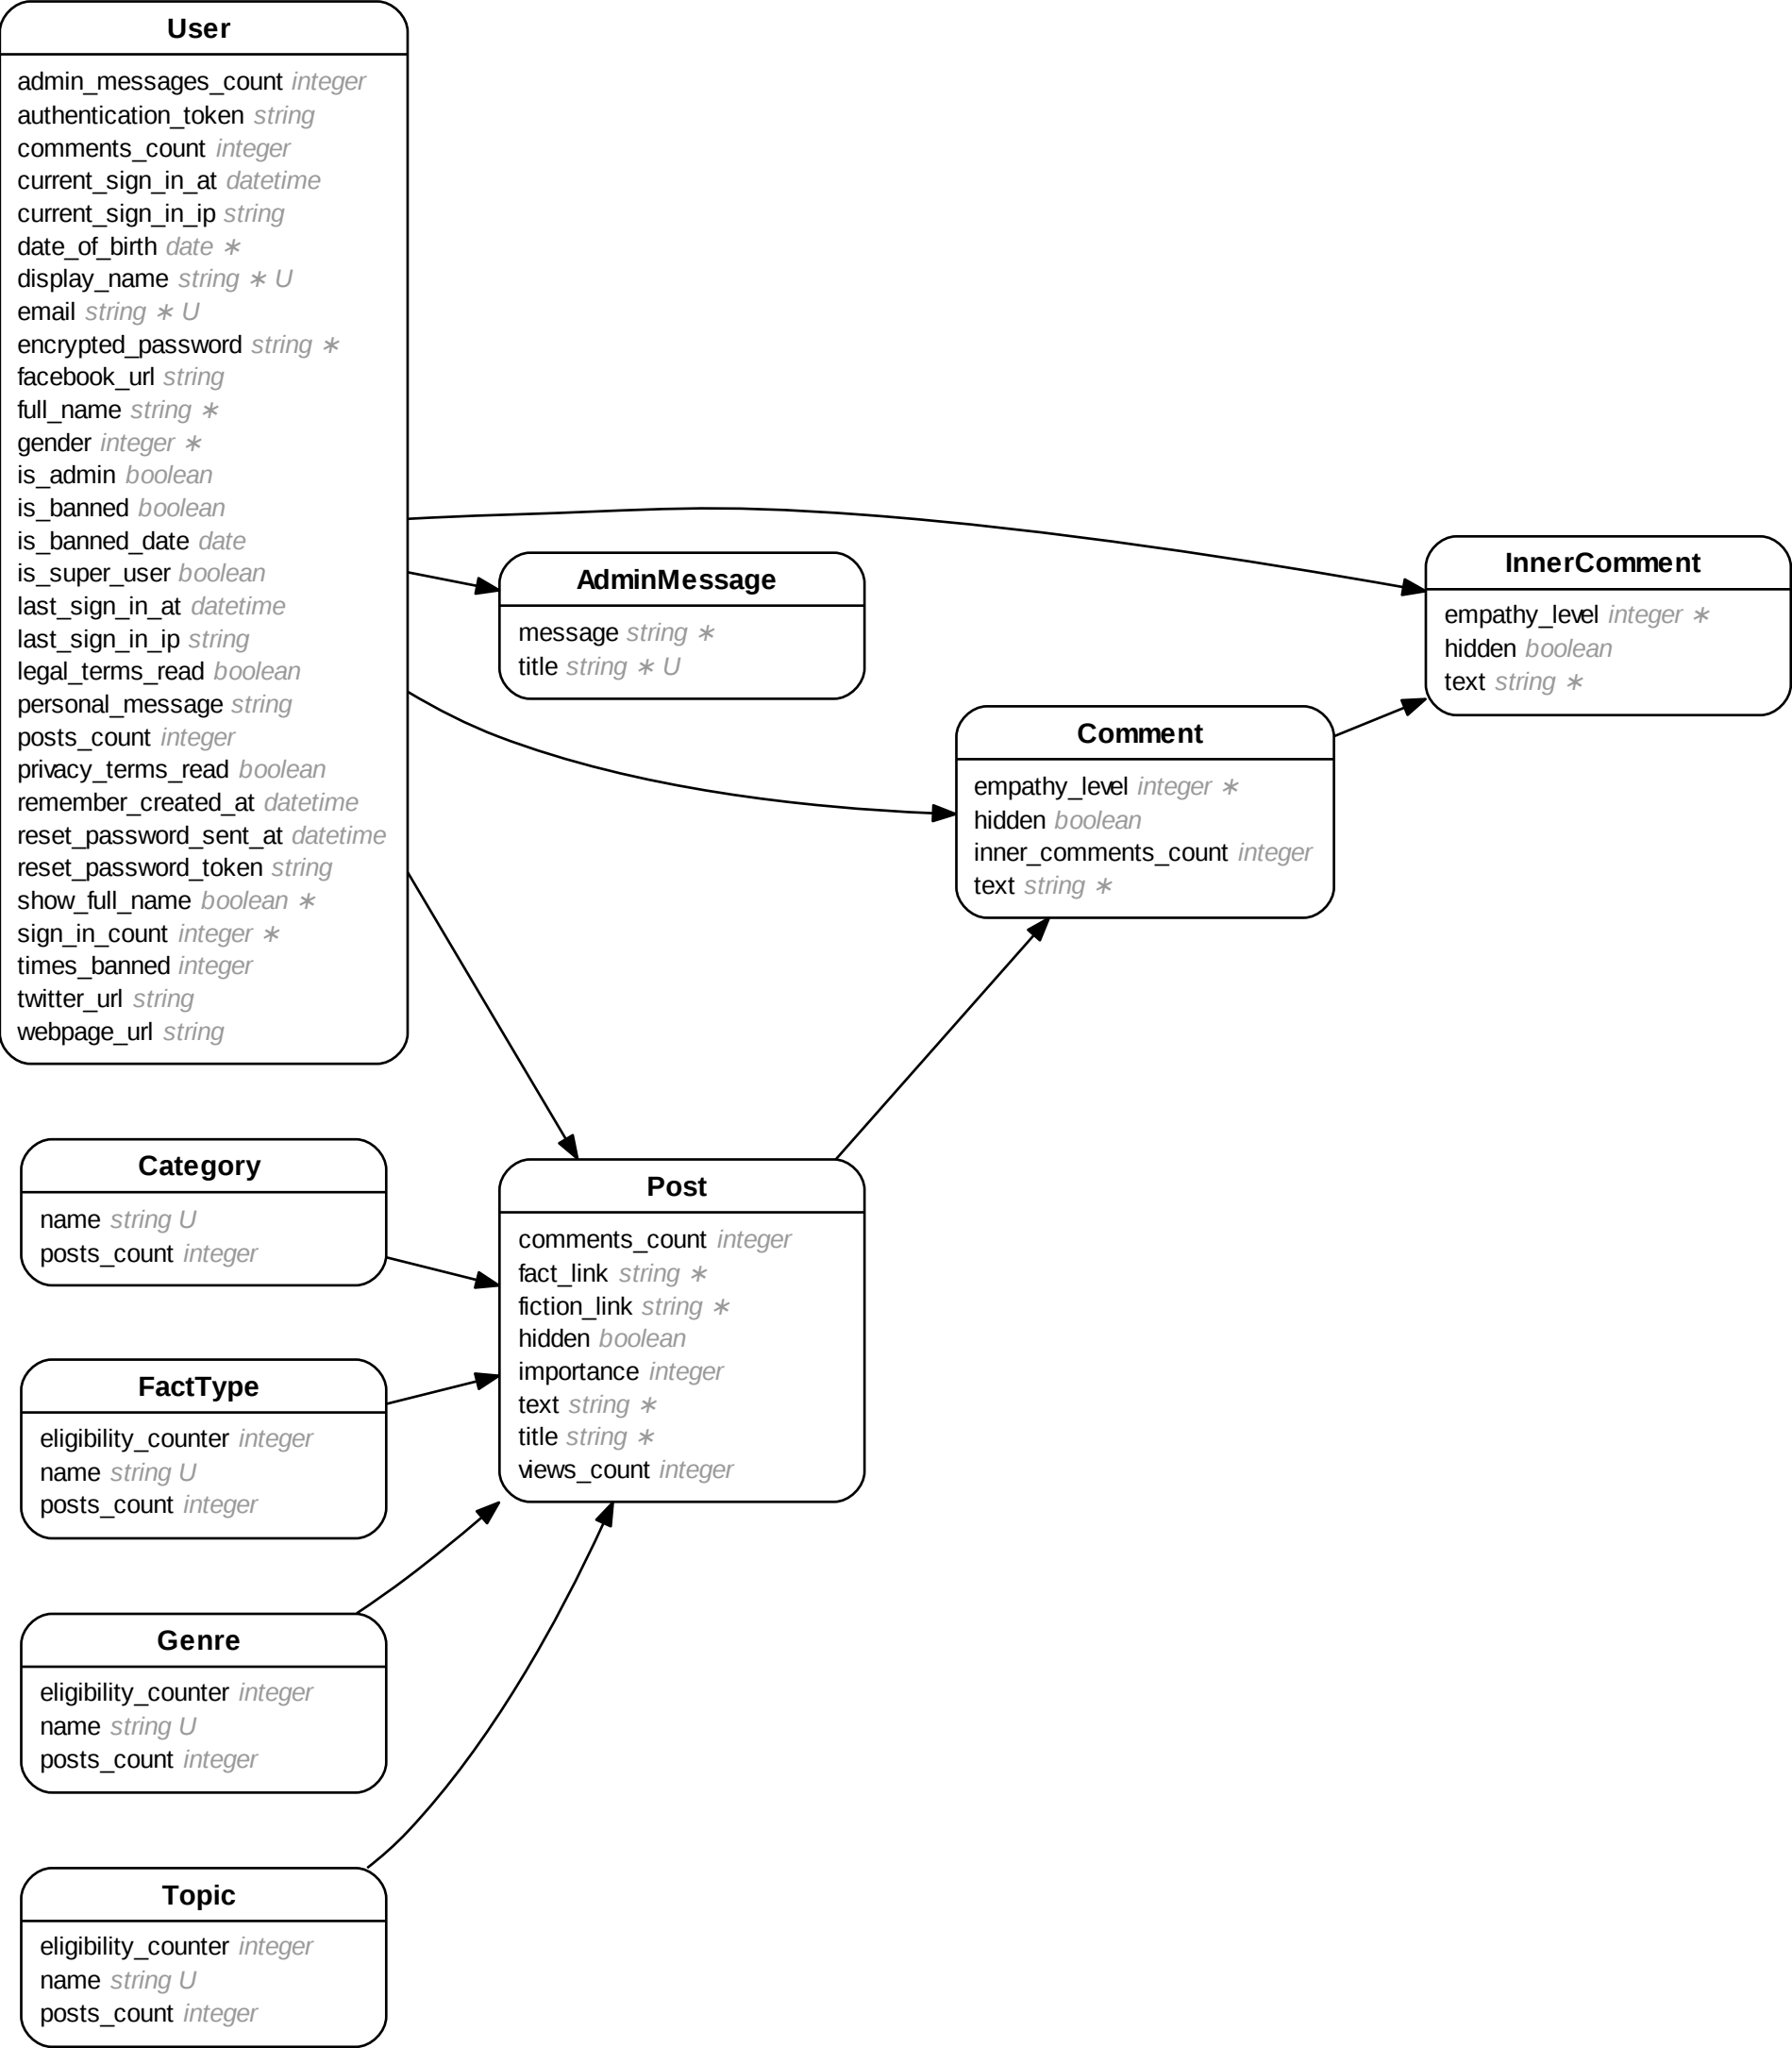 User
admin_messages_count integer
authentication_token string
comments_count integer
current_sign_in_at datetime
current_sign_in_ip string
date_of_birth date ∗
display_name string ∗ U
email string ∗ U
encrypted_password string ∗
facebook_url string
full_name string ∗
gender integer ∗
is_admin boolean
is_banned boolean
is_banned_date date
is_super_user boolean
last_sign_in_at datetime
last_sign_in_ip string
legal_terms_read boolean
personal_message string
posts_count integer
privacy_terms_read boolean
remember_created_at datetime
reset_password_sent_at datetime
reset_password_token string
show_full_name boolean ∗
sign_in_count integer ∗
times_banned integer
twitter_url string
webpage_url string
AdminMessage
message string ∗
title string ∗ U
InnerComment
empathy_level integer ∗
hidden boolean
text string ∗
Comment
empathy_level integer ∗
hidden boolean
inner_comments_count integer
text string ∗
Category
name string U
posts_count integer
Post
comments_count integer
fact_link string ∗
fiction_link string ∗
hidden boolean
importance integer
text string ∗
title string ∗
views_count integer
FactType
eligibility_counter integer
name string U
posts_count integer
Genre
eligibility_counter integer
name string U
posts_count integer
Topic
eligibility_counter integer
name string U
posts_count integer